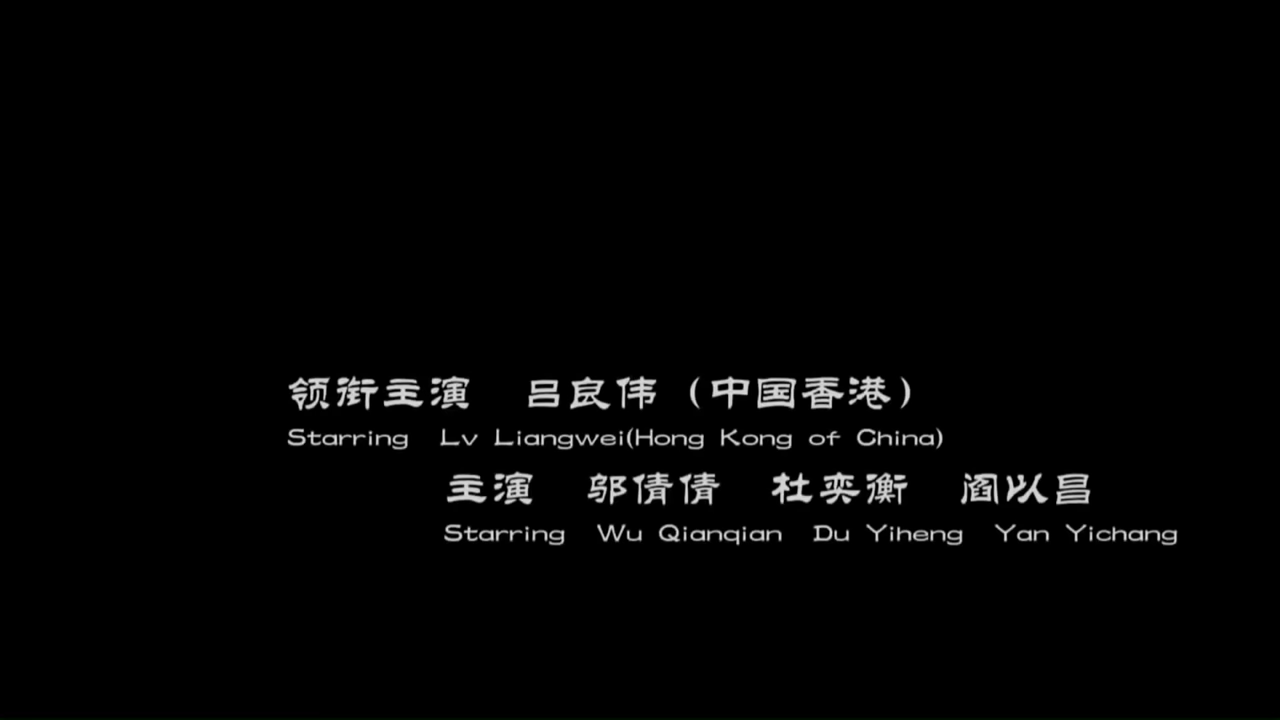 领衔主演 吕良伟（中国香港）
Starring Lv Liangwei(Hong Kong of China)
主演 邬倩倩 杜奕衡 阎以昌
Starring Wu Qianqian Du Yiheng Yan Yichang